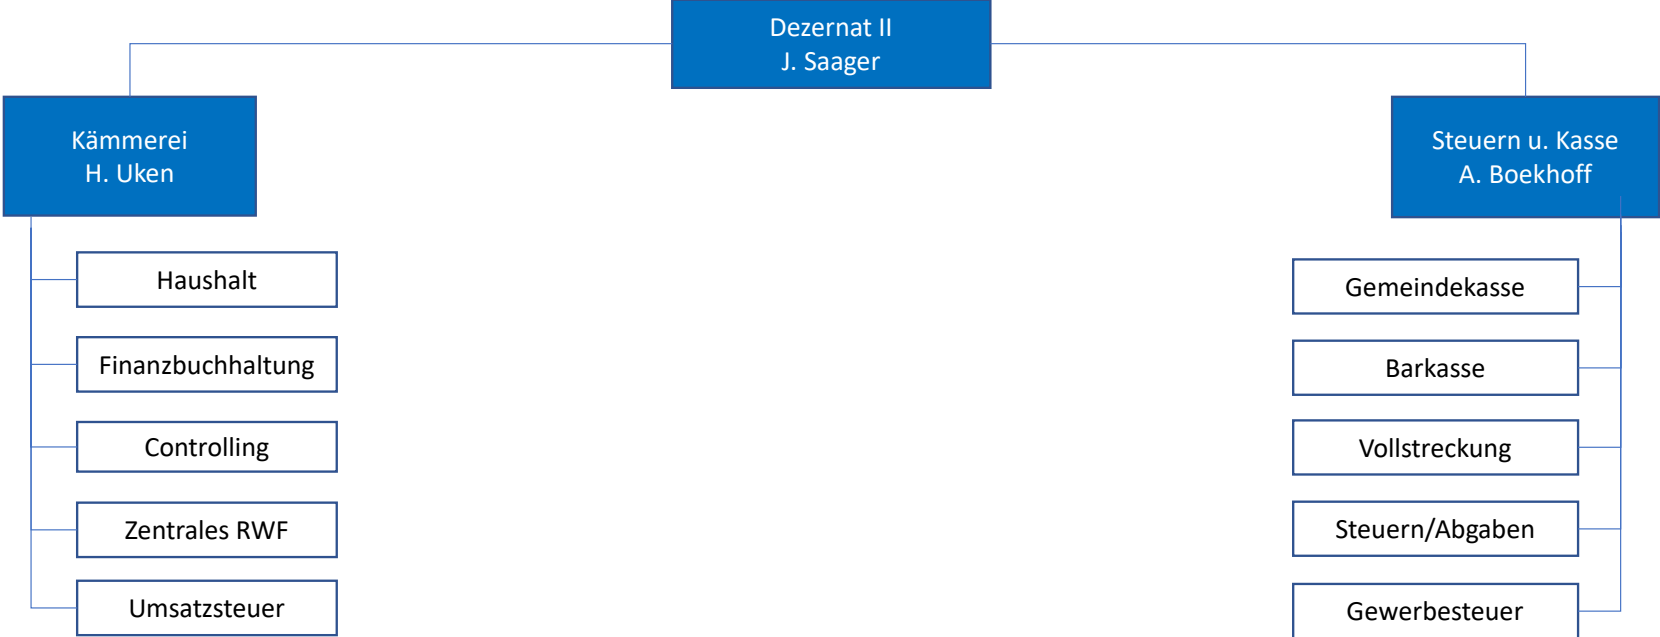 Dezernat II
J. Saager
Kämmerei
H. Uken
Haushalt
Finanzbuchhaltung
Controlling
Zentrales RWF
Umsatzsteuer
Steuern u. Kasse
A. Boekhoff
Gemeindekasse
Barkasse
Vollstreckung
Steuern/Abgaben
Gewerbesteuer